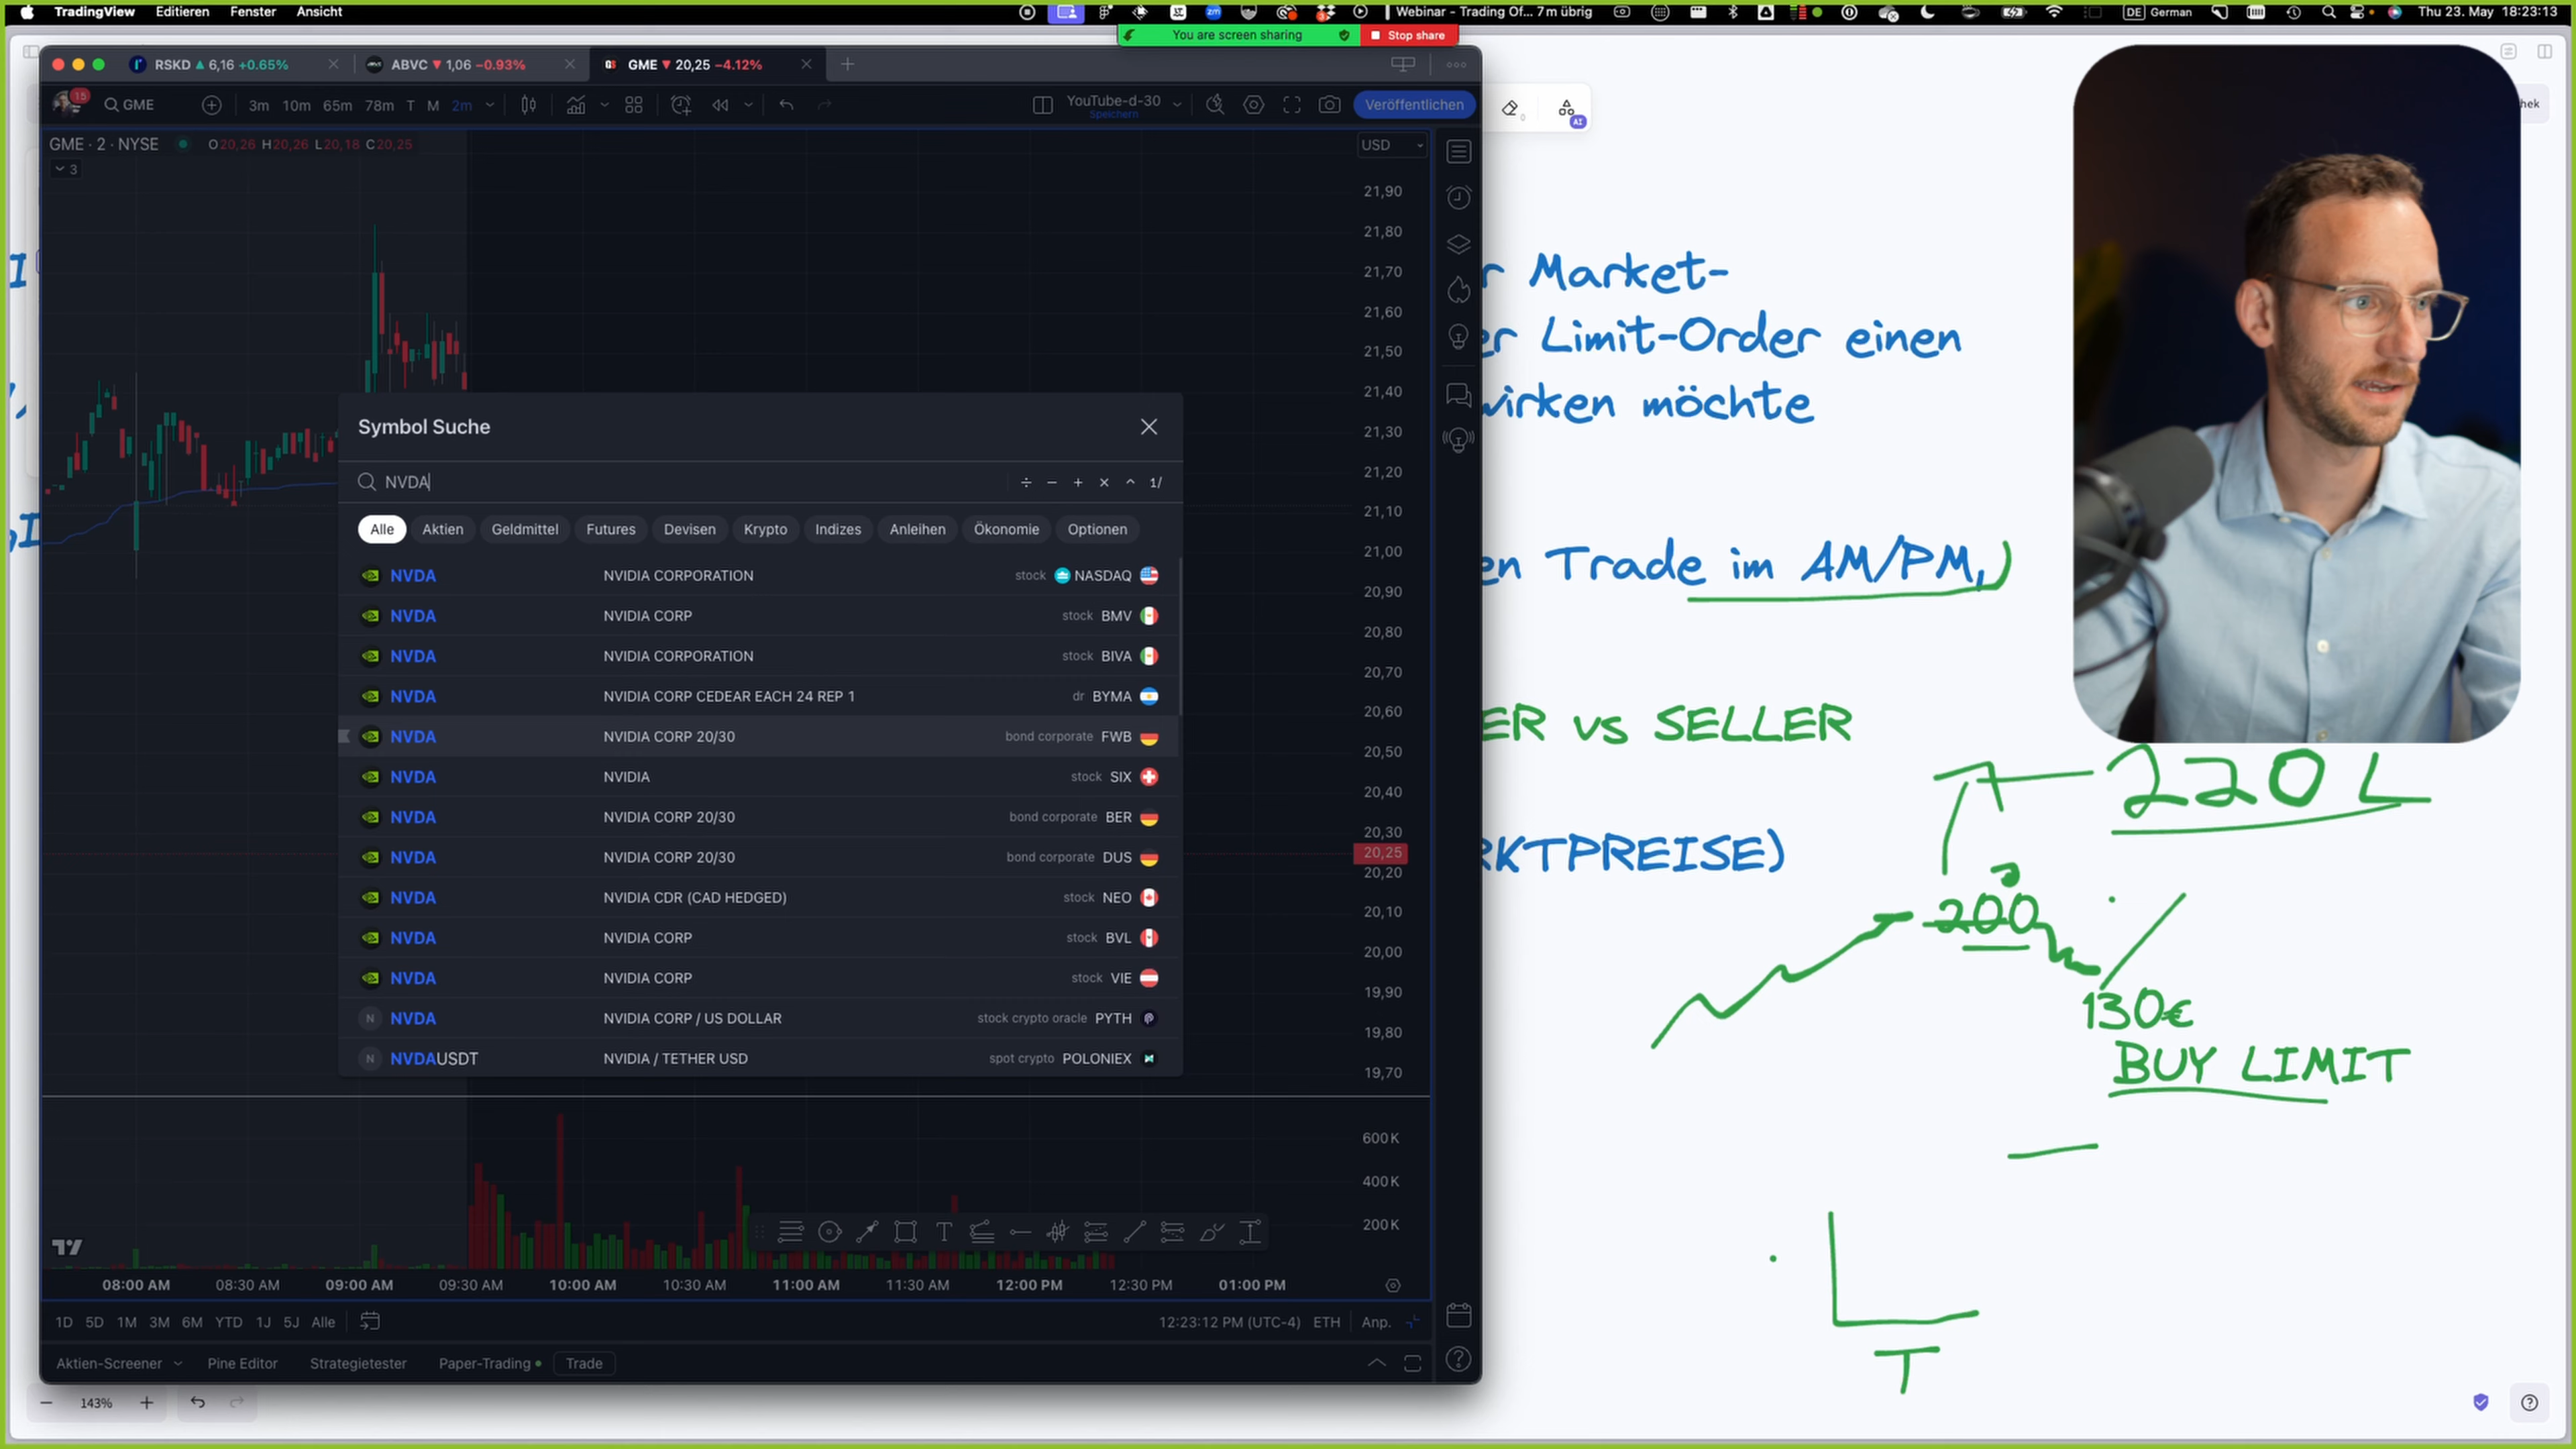 TradingView Editieren Fenster Ansicht
Webinar - Trading Of... 7 m übrig
DE German
Thu 23. May 18:23:13
You are screen sharing
Stop share
RSKD 6,16 +0.65%
ABVC 1,06 −0.93%
GME 20,25 −4.12%
15
GME
3m 10m 65m 78m T M 2m
YouTube-d-30
Speichern
Veröffentlichen
AI
hek
GME · 2 · NYSE O20,26 H20,26 L20,18 C20,25
3
USD
21,90
21,80
21,70
21,60
21,50
21,40
21,30
21,20
21,10
21,00
20,90
20,80
20,70
20,60
20,50
20,40
20,30
20,25
20,20
20,10
20,00
19,90
19,80
19,70
Symbol Suche
NVDA
÷ − + × ^ 1/
Alle Aktien Geldmittel Futures Devisen Krypto Indizes Anleihen Ökonomie Optionen
NVDA NVIDIA CORPORATION stock NASDAQ
NVDA NVIDIA CORP stock BMV
NVDA NVIDIA CORPORATION stock BIVA
NVDA NVIDIA CORP CEDEAR EACH 24 REP 1 dr BYMA
NVDA NVIDIA CORP 20/30 bond corporate FWB
NVDA NVIDIA stock SIX
NVDA NVIDIA CORP 20/30 bond corporate BER
NVDA NVIDIA CORP 20/30 bond corporate DUS
NVDA NVIDIA CDR (CAD HEDGED) stock NEO
NVDA NVIDIA CORP stock BVL
NVDA NVIDIA CORP stock VIE
N NVDA NVIDIA CORP / US DOLLAR stock crypto oracle PYTH
N NVDAUSDT NVIDIA / TETHER USD spot crypto POLONIEX
600 K
400 K
200 K
08:00 AM 08:30 AM 09:00 AM 09:30 AM 10:00 AM 10:30 AM 11:00 AM 11:30 AM 12:00 PM 12:30 PM 01:00 PM
1D 5D 1M 3M 6M YTD 1J 5J Alle
12:23:12 PM (UTC-4) ETH Anp.
Aktien-Screener Pine Editor Strategietester Paper-Trading Trade
143%
r Market-
er Limit-Order einen
wirken möchte
en Trade im AM/PM,)
ER vs SELLER
RKTPREISE)
220 L
200
130€
BUY LIMIT
L
T